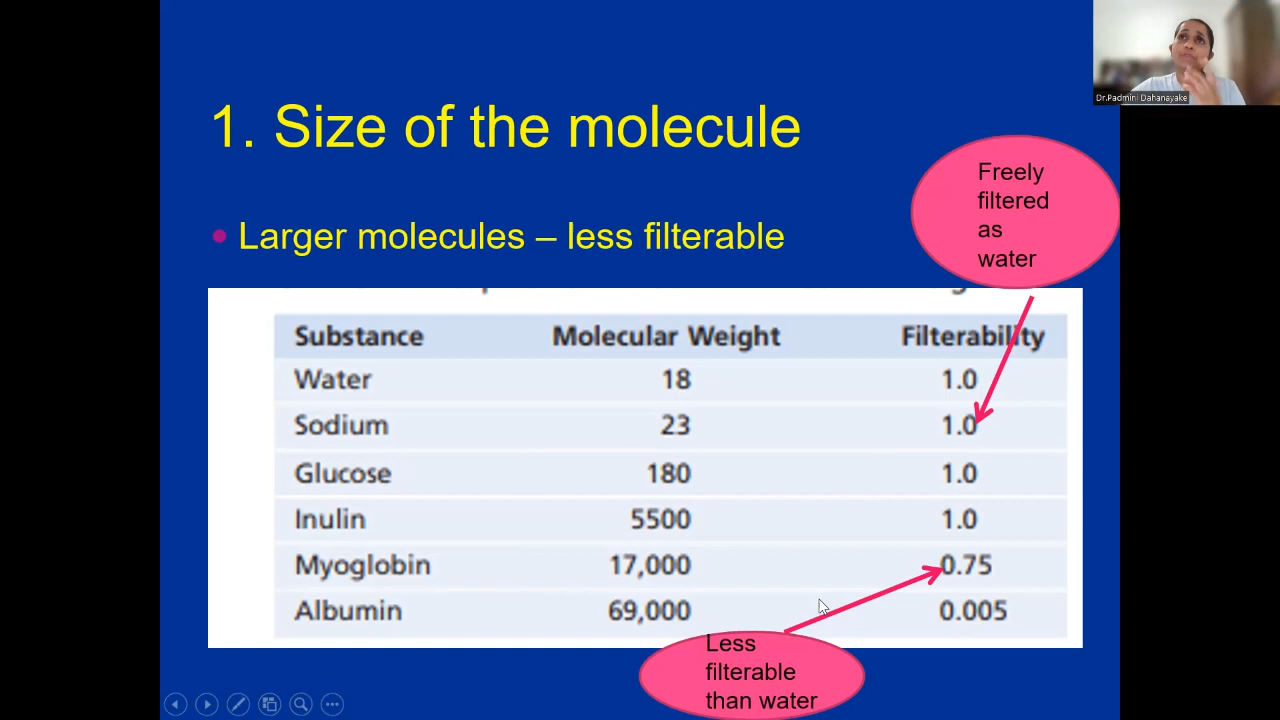 Dr.Padmini Dahanayake
1. Size of the molecule
Freely
filtered
as
water
• Larger molecules – less filterable
Substance Molecular Weight Filterability
Water 18 1.0
Sodium 23 1.0
Glucose 180 1.0
Inulin 5500 1.0
Myoglobin 17,000 0.75
Albumin 69,000 0.005
Less
filterable
than water